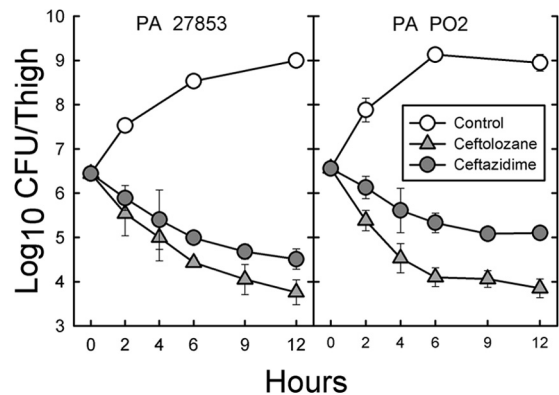 PA 27853
PA PO2
10
9
8
7
6
5
4
3
Log10 CFU/Thigh
Control
Ceftolozane
Ceftazidime
0 2 4 6 9 12
0 2 4 6 9 12
Hours